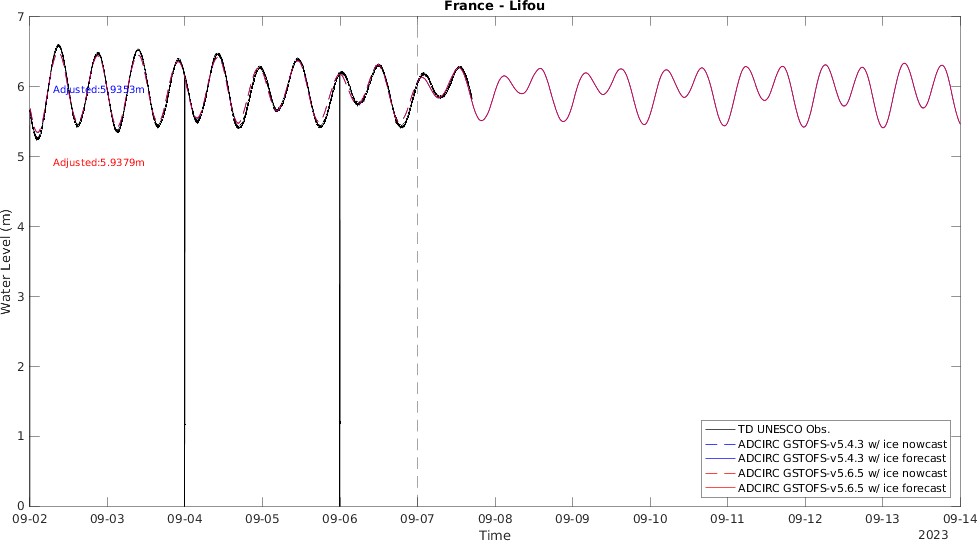 France - Lifou
7
6
5
4
3
2
1
0
Water Level (m)
Adjusted:5.9353m
Adjusted:5.9379m
TD UNESCO Obs.
ADCIRC GSTOFS-v5.4.3 w/ ice nowcast
ADCIRC GSTOFS-v5.4.3 w/ ice forecast
ADCIRC GSTOFS-v5.6.5 w/ ice nowcast
ADCIRC GSTOFS-v5.6.5 w/ ice forecast
09-02 09-03 09-04 09-05 09-06 09-07 09-08 09-09 09-10 09-11 09-12 09-13 09-14
Time
2023